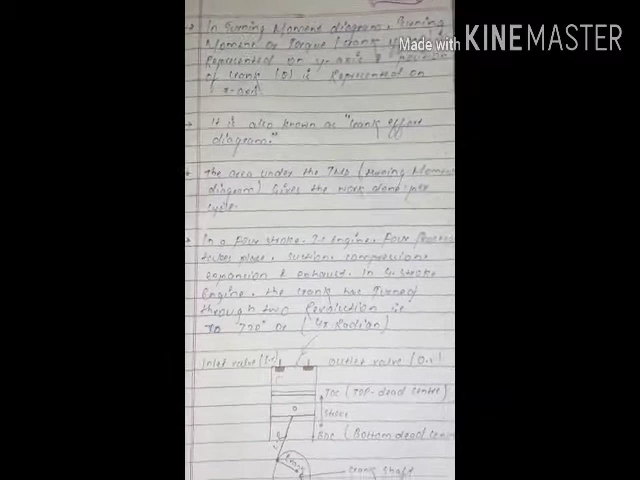 Made with KINEMASTER
→ In Turning Moment diagram, Turning
Moment or Torque (crank
Represented on y-axis &
of crank (θ) is Represented on
x-axis.
→ It is also known as "crank effort
diagram."
→ The area under the TMD (Turning Moment
diagram) Gives the work done per
cycle.
→ In a four stroke engine, four
takes place, suction, compression,
expansion & exhaust. In 4 stroke
engine, the crank has turned
through two Revolution i.e
TO 720° or (4π Radian)
Inlet valve outlet valve (O.V)
TDC (TOP-dead centre)
stroke
BDC (Bottom dead
crank
crank shaft